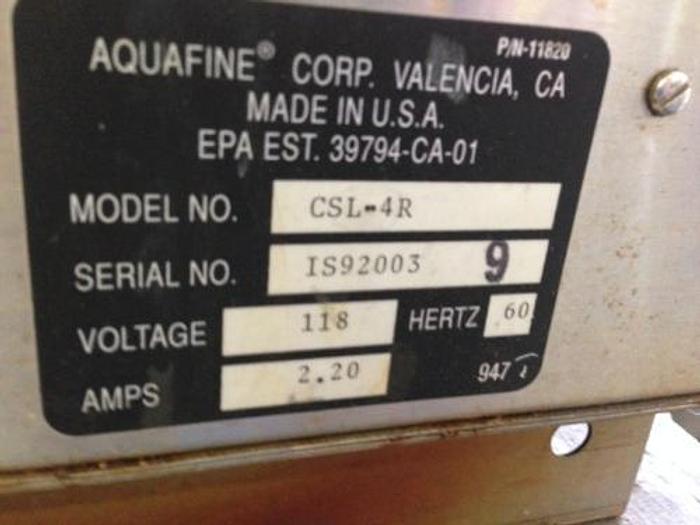 P/N-11820
AQUAFINE® CORP. VALENCIA, CA
MADE IN U.S.A.
EPA EST. 39794-CA-01
MODEL NO. CSL-4R
SERIAL NO. IS92003 9
VOLTAGE 118 HERTZ 60
AMPS 2.20 947